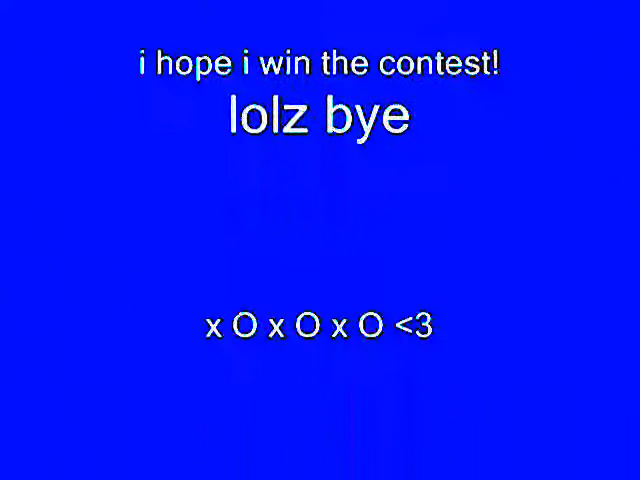 i hope i win the contest!
lolz bye
x O x O x O <3